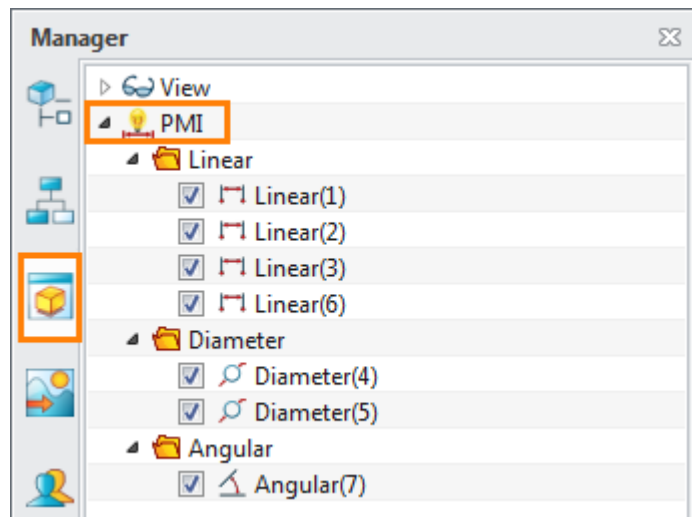 Manager
View
PMI
Linear
Linear(1)
Linear(2)
Linear(3)
Linear(6)
Diameter
Diameter(4)
Diameter(5)
Angular
Angular(7)